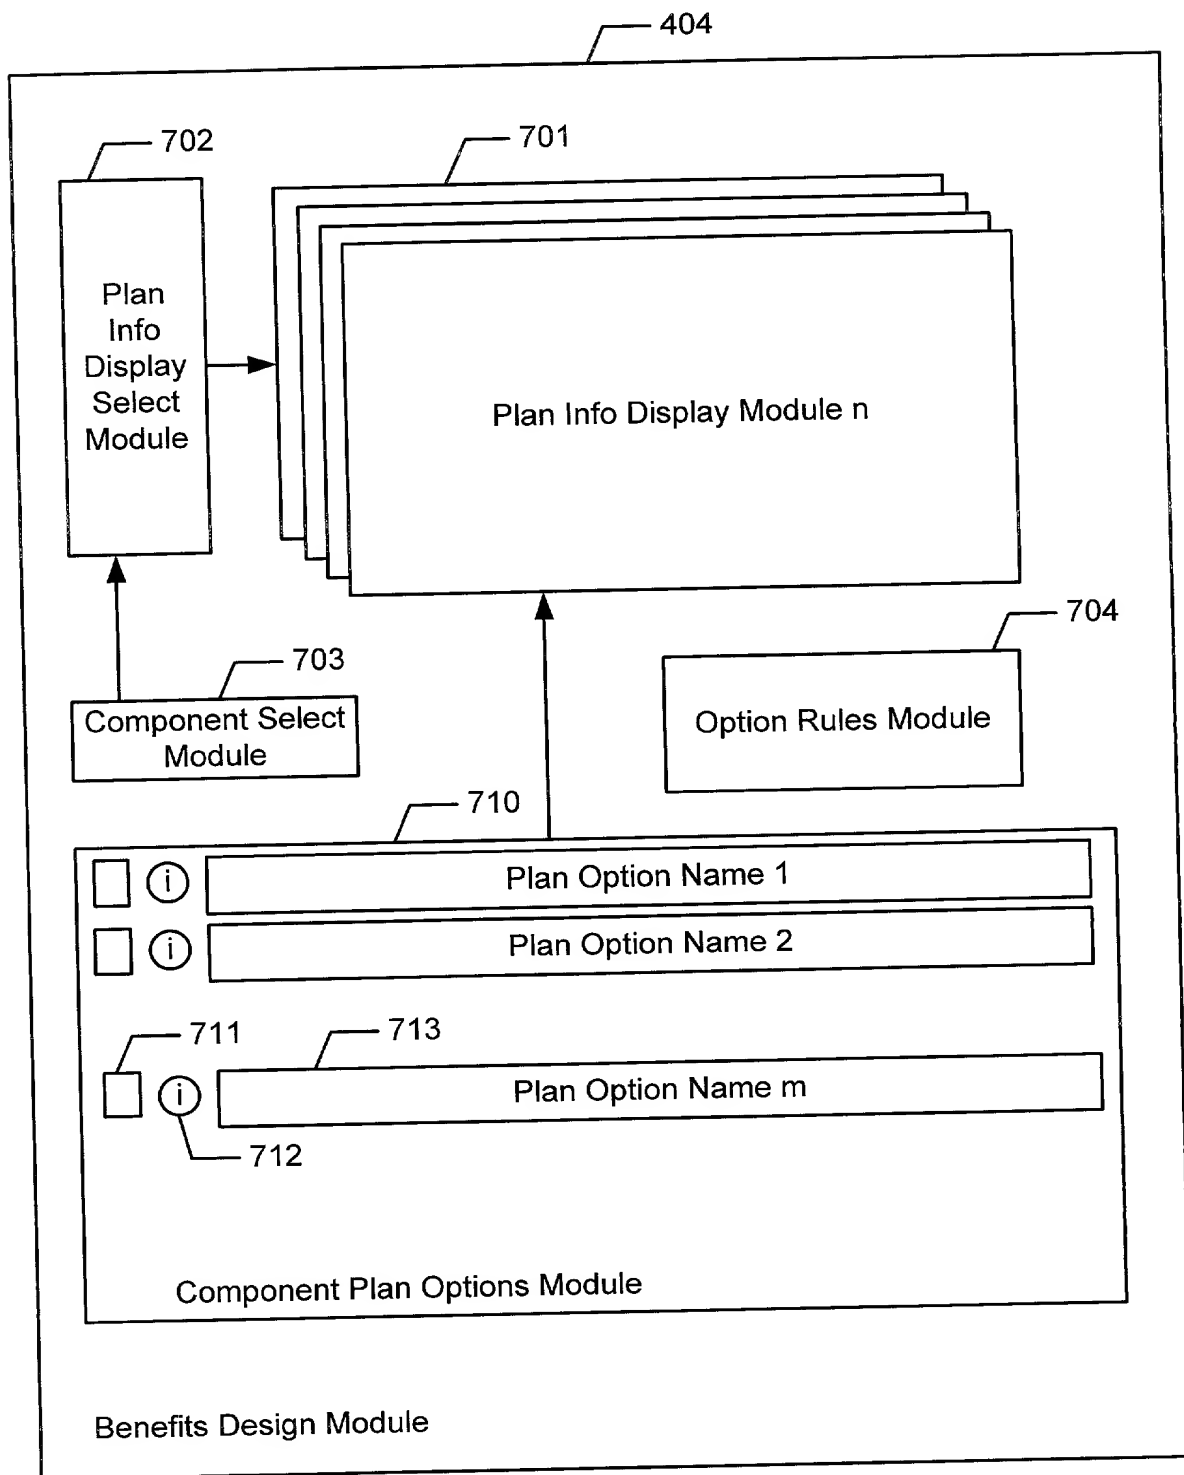 404
702
701
Plan
Info
Display
Select
Module
Plan Info Display Module n
704
703
Component Select
Module
Option Rules Module
710
i
Plan Option Name 1
i
Plan Option Name 2
711
713
i
Plan Option Name m
712
Component Plan Options Module
Benefits Design Module